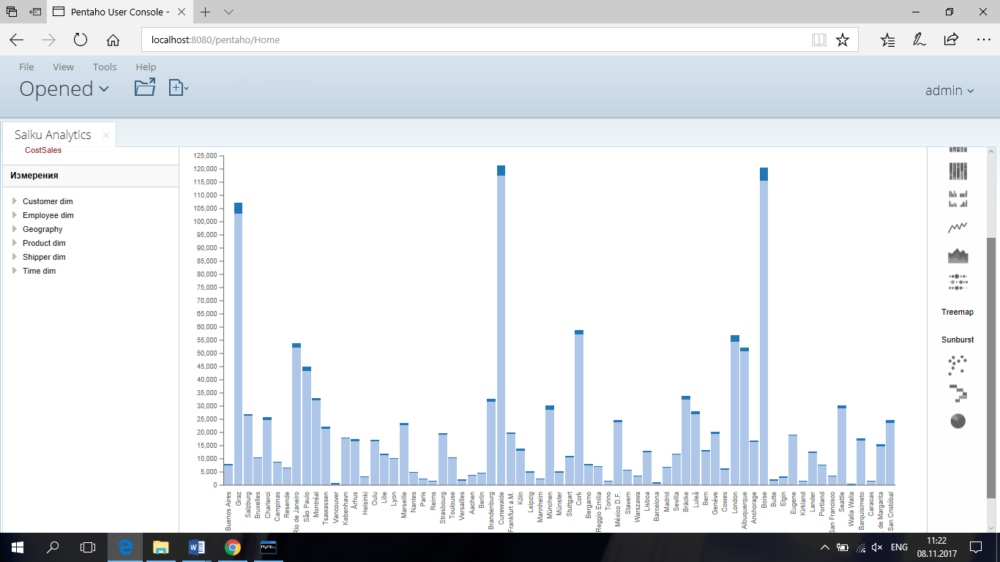 Pentaho User Console -
localhost:8080/pentaho/Home
File View Tools Help
Opened
admin
Saiku Analytics
CostSales
Измерения
Customer dim
Employee dim
Geography
Product dim
Shipper dim
Time dim
125,000
120,000
115,000
110,000
105,000
100,000
95,000
90,000
85,000
80,000
75,000
70,000
65,000
60,000
55,000
50,000
45,000
40,000
35,000
30,000
25,000
20,000
15,000
10,000
5,000
0
Buenos Aires
Graz
Salzburg
Bruxelles
Charleroi
Campinas
Resende
Rio de Janeiro
São Paulo
Montréal
Tsawassen
Vancouver
Kobenhavn
Århus
Helsinki
Oulu
Lille
Lyon
Marseille
Nantes
Paris
Reims
Strasbourg
Toulouse
Versailles
Aachen
Berlin
Brandenburg
Cunewalde
Frankfurt a.M.
Köln
Leipzig
Mannheim
München
Münster
Stuttgart
Cork
Bergamo
Reggio Emilia
Torino
México D.F.
Stavern
Warszawa
Lisboa
Barcelona
Madrid
Sevilla
Bräcke
Luleå
Bern
Genève
Cowes
London
Albuquerque
Anchorage
Boise
Butte
Elgin
Eugene
Kirkland
Lander
Portland
San Francisco
Seattle
Walla Walla
Barquisimeto
Caracas
. de Margarita
San Cristóbal
Treemap
Sunburst
MySQL
ENG
11:22
08.11.2017